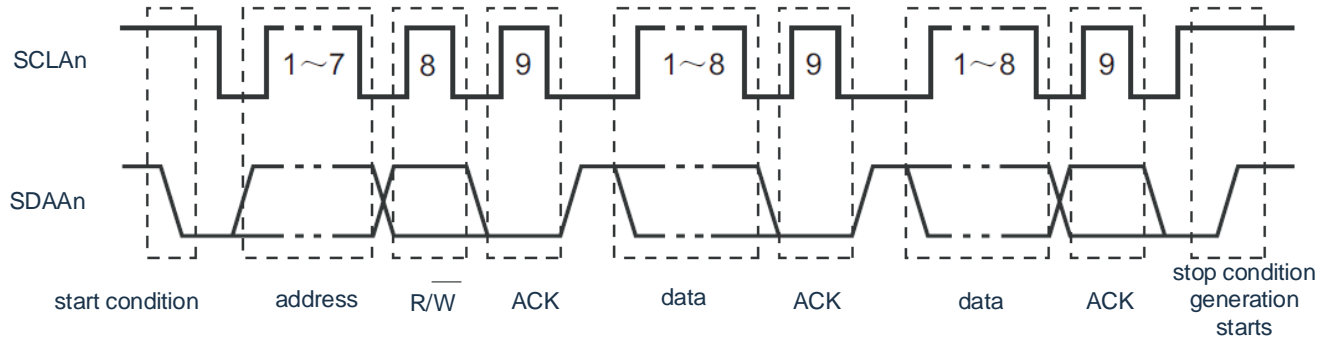 SCLAn
1～7
8
9
1～8
9
1～8
9
SDAAn
start condition
address
R/W̅
ACK
data
ACK
data
ACK
stop condition
generation
starts